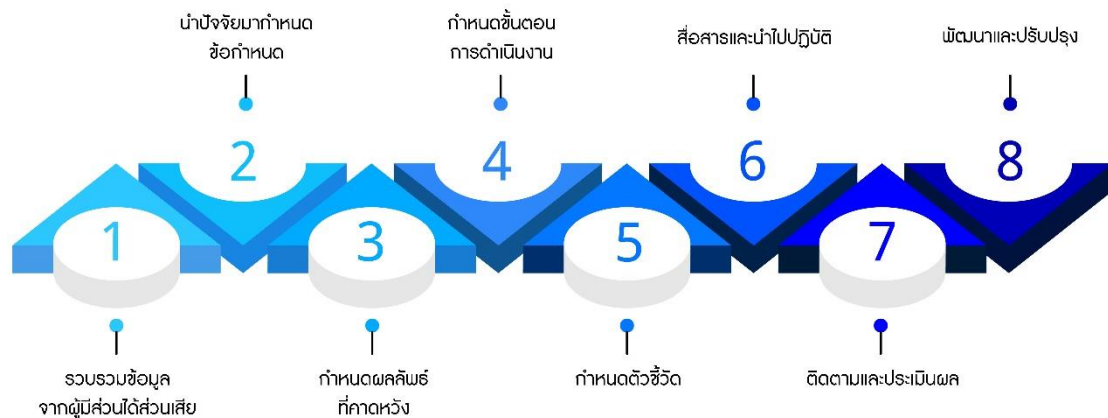 1
รวบรวมข้อมูล
จากผู้มีส่วนได้ส่วนเสีย
2
นำปัจจัยมากำหนด
ข้อกำหนด
3
กำหนดผลลัพธ์
ที่คาดหวัง
4
กำหนดขั้นตอน
การดำเนินงาน
5
กำหนดตัวชี้วัด
6
สื่อสารและนำไปปฏิบัติ
7
ติดตามและประเมินผล
8
พัฒนาและปรับปรุง